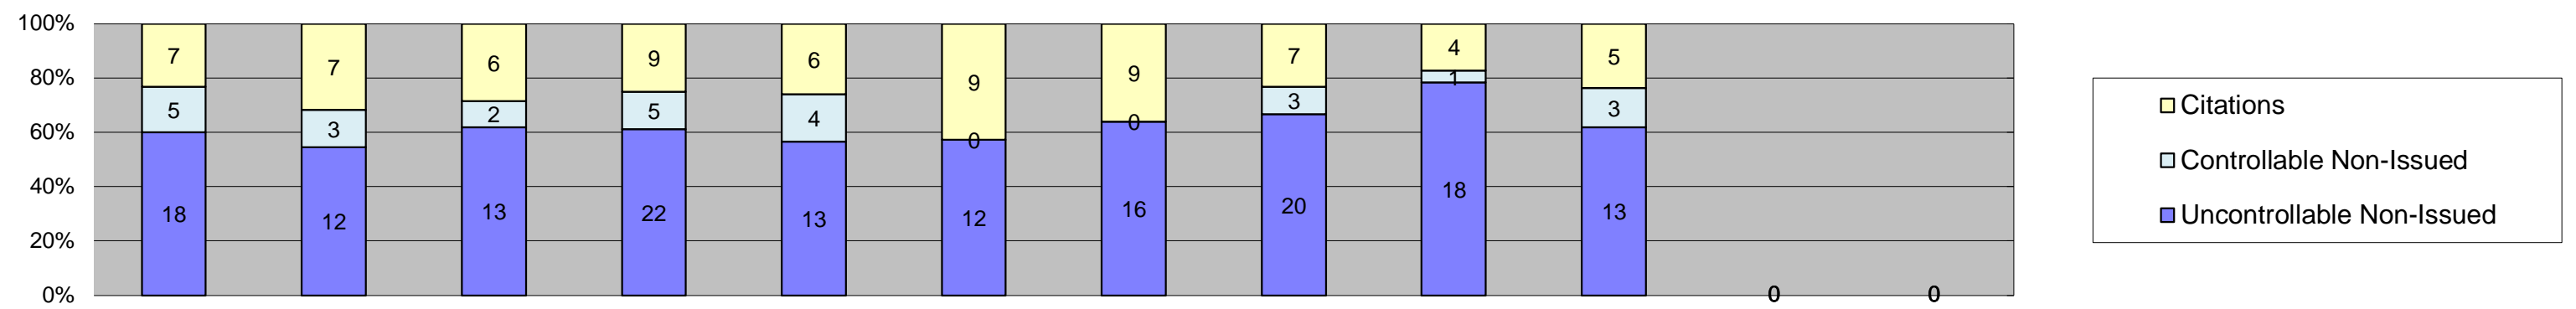 100%
80%
60%
40%
20%
0%
7 7 6 9 6 9 9 7 4 5
5 3 2 5 4 0 0 3 1 3
18 12 13 22 13 12 16 20 18 13 0 0
Citations
Controllable Non-Issued
Uncontrollable Non-Issued